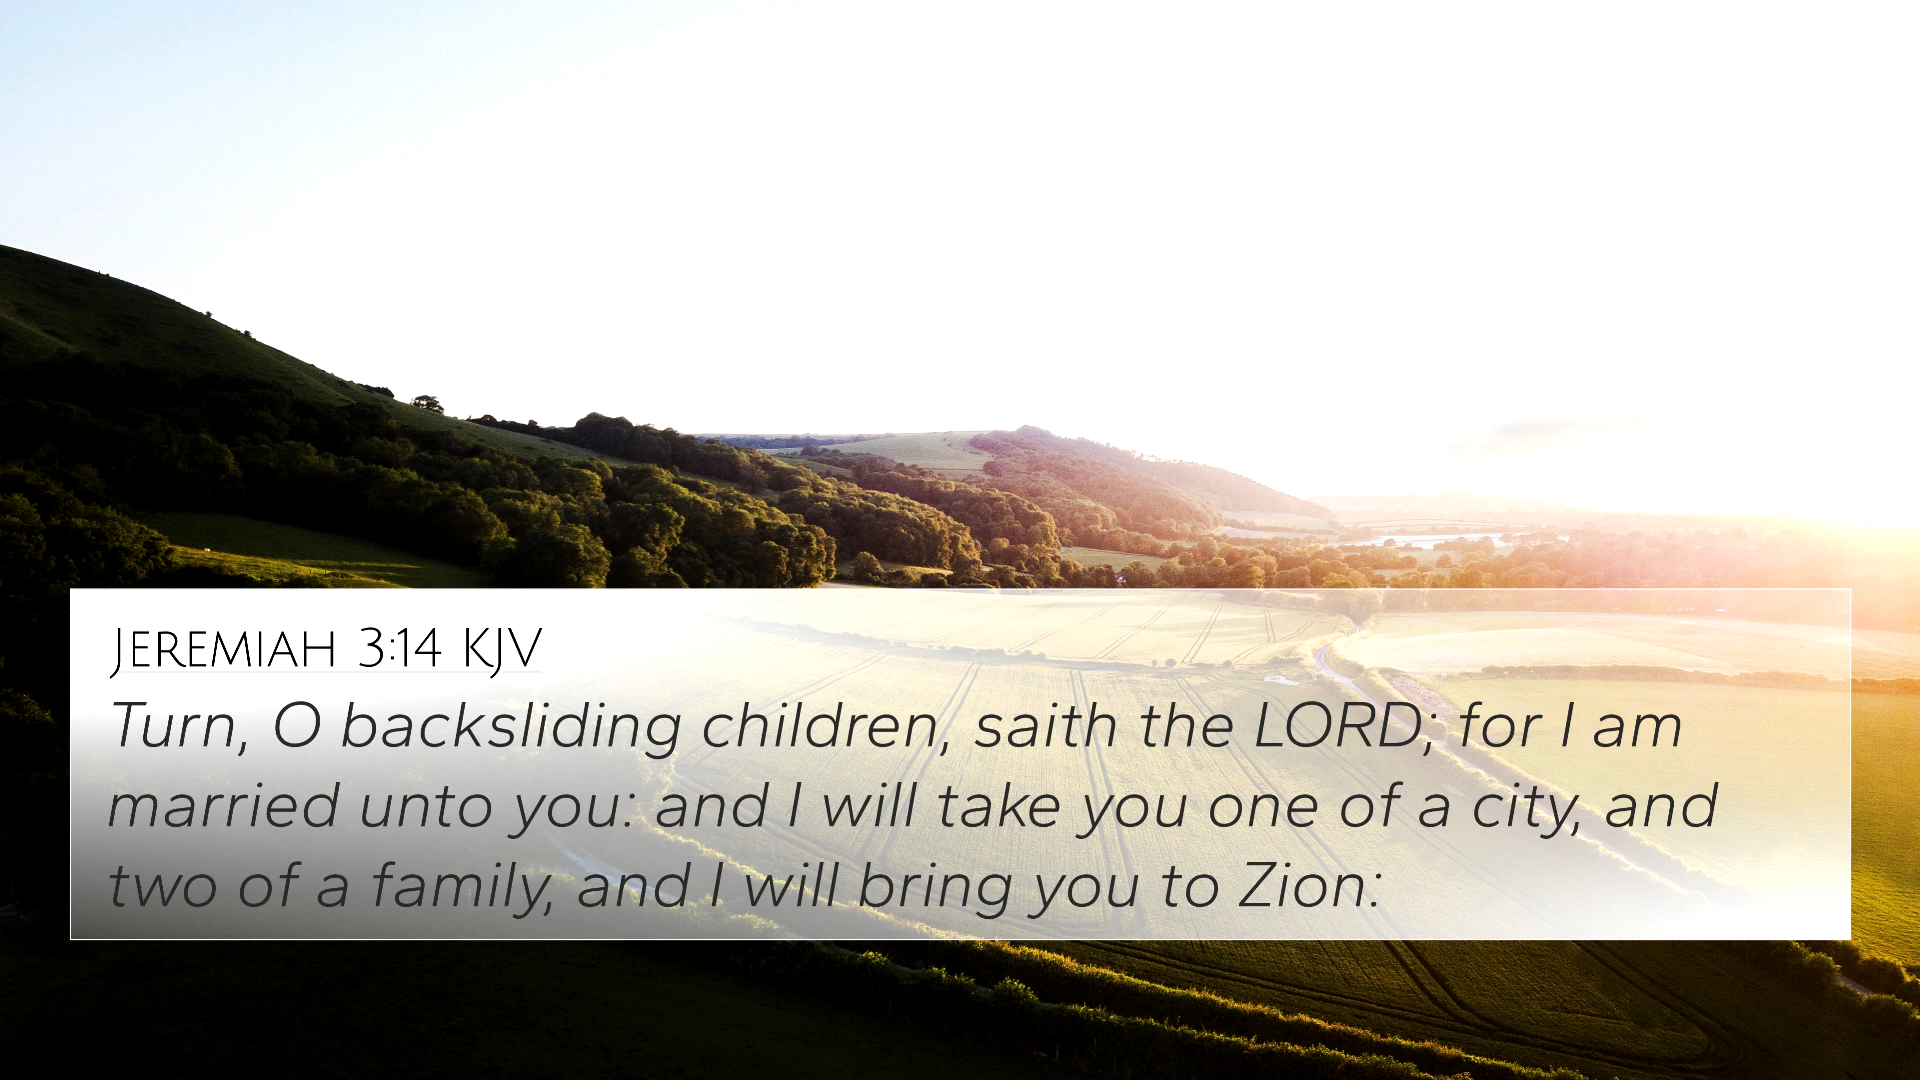 Jeremiah 3:14 KJV
Turn, O backsliding children, saith the LORD; for I am
married unto you: and I will take you one of a city, and
two of a family, and I will bring you to Zion: